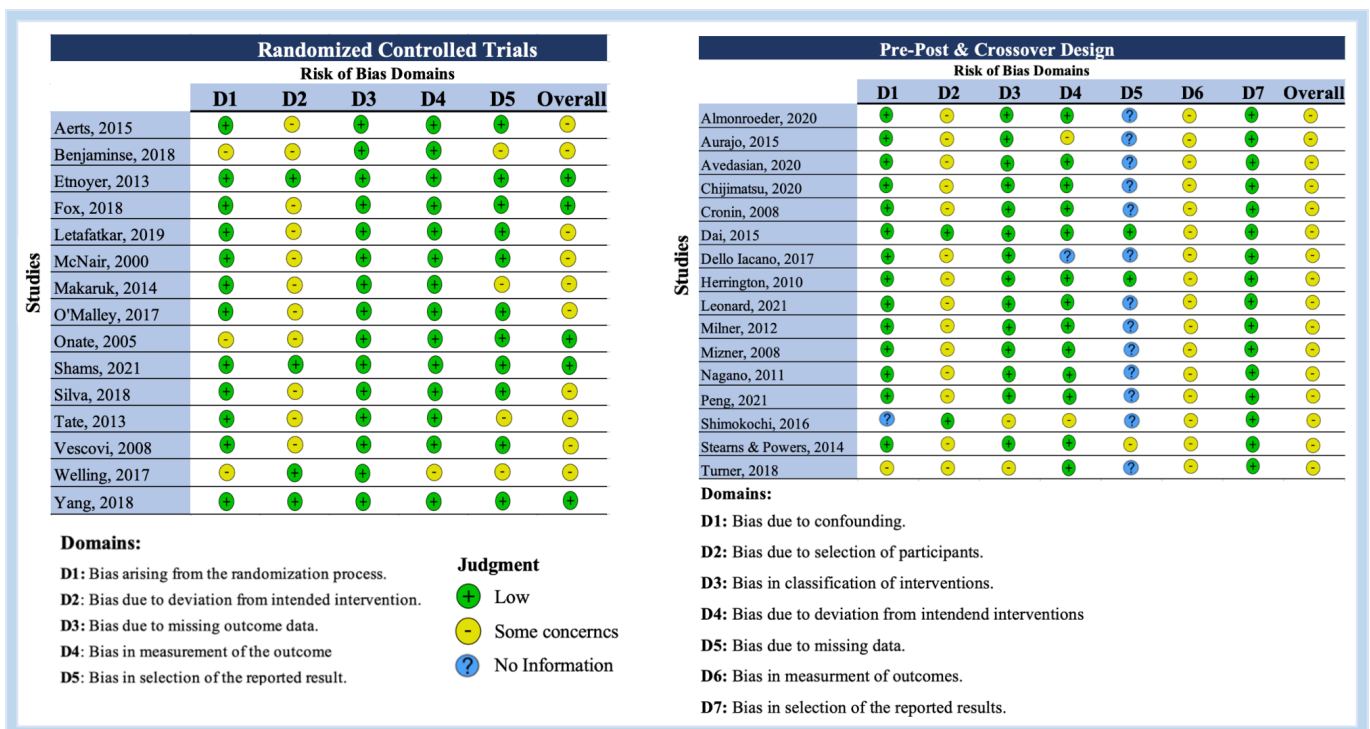 Randomized Controlled Trials
Risk of Bias Domains
D1 D2 D3 D4 D5 Overall
Studies
Aerts, 2015 + - + + + -
Benjaminse, 2018 - - + + - -
Etnoyer, 2013 + + + + + +
Fox, 2018 + - + + + +
Letafatkar, 2019 + - + + + -
McNair, 2000 + - + + + -
Makaruk, 2014 + - + + - -
O'Malley, 2017 + - + + + -
Onate, 2005 - - + + + +
Shams, 2021 + + + + + +
Silva, 2018 + - + + + -
Tate, 2013 + - + + - -
Vescovi, 2008 + - + + + -
Welling, 2017 - + + - - -
Yang, 2018 + + + + + +
Domains:
D1: Bias arising from the randomization process.
D2: Bias due to deviation from intended intervention.
D3: Bias due to missing outcome data.
D4: Bias in measurement of the outcome
D5: Bias in selection of the reported result.
Judgment
+ Low
- Some concerncs
? No Information
Pre-Post & Crossover Design
Risk of Bias Domains
D1 D2 D3 D4 D5 D6 D7 Overall
Studies
Almonroeder, 2020 + - + + ? - + -
Aurajo, 2015 + - + - ? - + -
Avedasian, 2020 + - + + ? - + -
Chijimatsu, 2020 + - + + ? - + -
Cronin, 2008 + - + + ? - + -
Dai, 2015 + + + + + - + -
Dello Iacano, 2017 + - + ? ? - + -
Herrington, 2010 + - + + + - + -
Leonard, 2021 + - + + ? - + -
Milner, 2012 + - + + ? - + -
Mizner, 2008 + - + + ? - + -
Nagano, 2011 + - + + ? - + -
Peng, 2021 + - + + ? - + -
Shimokochi, 2016 ? + - - ? - + -
Stearns & Powers, 2014 + - + + - - + -
Turner, 2018 - - - + ? - + -
Domains:
D1: Bias due to confounding.
D2: Bias due to selection of participants.
D3: Bias in classification of interventions.
D4: Bias due to deviation from intendend interventions
D5: Bias due to missing data.
D6: Bias in measurment of outcomes.
D7: Bias in selection of the reported results.